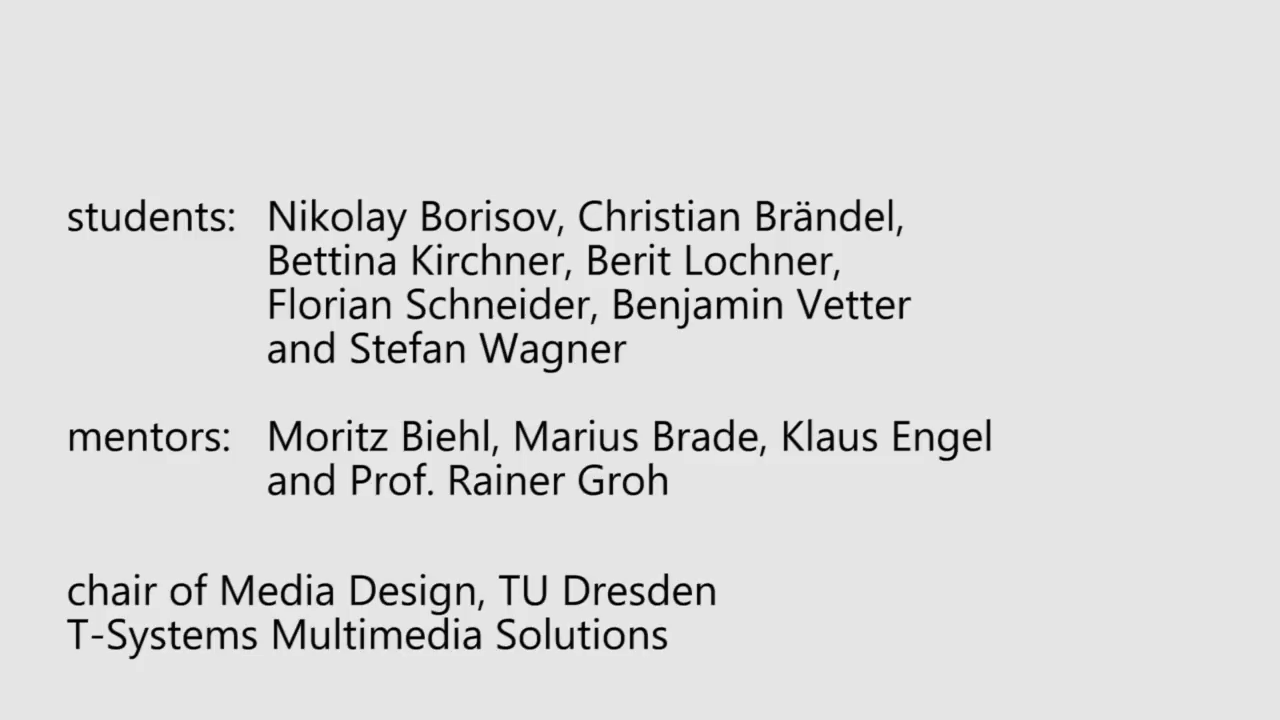 students: Nikolay Borisov, Christian Brändel,
Bettina Kirchner, Berit Lochner,
Florian Schneider, Benjamin Vetter
and Stefan Wagner
mentors: Moritz Biehl, Marius Brade, Klaus Engel
and Prof. Rainer Groh
chair of Media Design, TU Dresden
T-Systems Multimedia Solutions